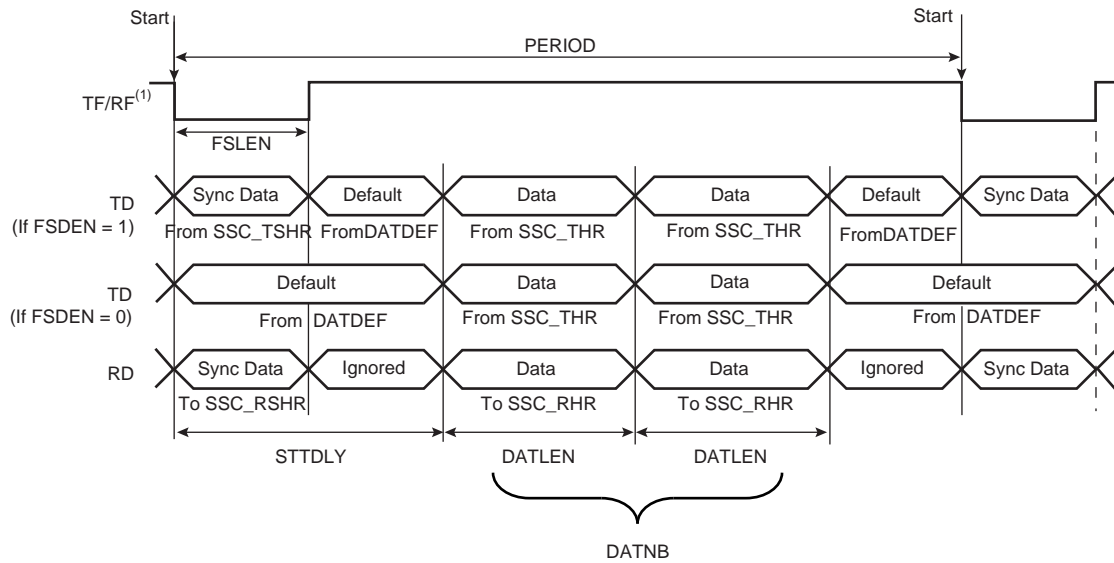 Start
Start
PERIOD
TF/RF(1)
FSLEN
TD
(If FSDEN = 1)
Sync Data
Default
Data
Data
Default
Sync Data
From SSC_TSHR
FromDATDEF
From SSC_THR
From SSC_THR
FromDATDEF
TD
(If FSDEN = 0)
Default
Data
Data
Default
From DATDEF
From SSC_THR
From SSC_THR
From DATDEF
RD
Sync Data
Ignored
Data
Data
Ignored
Sync Data
To SSC_RSHR
To SSC_RHR
To SSC_RHR
STTDLY
DATLEN
DATLEN
DATNB